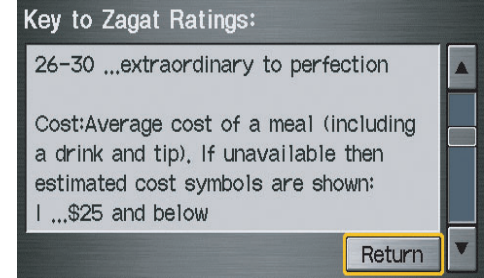 Key to Zagat Ratings:
26-30 ...extraordinary to perfection
Cost:Average cost of a meal (including
a drink and tip). If unavailable then
estimated cost symbols are shown:
I ...$25 and below
Return